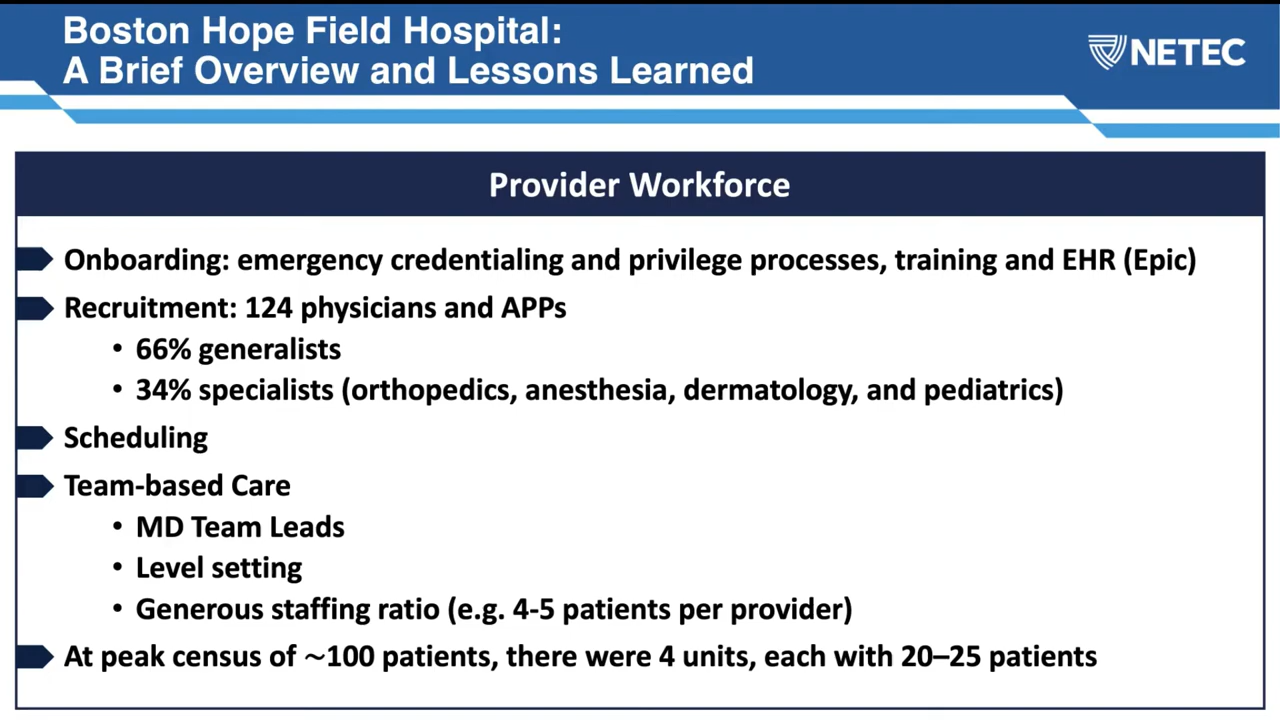 Boston Hope Field Hospital:
A Brief Overview and Lessons Learned
NETEC
Provider Workforce
Onboarding: emergency credentialing and privilege processes, training and EHR (Epic)
Recruitment: 124 physicians and APPs
• 66% generalists
• 34% specialists (orthopedics, anesthesia, dermatology, and pediatrics)
Scheduling
Team-based Care
• MD Team Leads
• Level setting
• Generous staffing ratio (e.g. 4-5 patients per provider)
At peak census of ~100 patients, there were 4 units, each with 20–25 patients